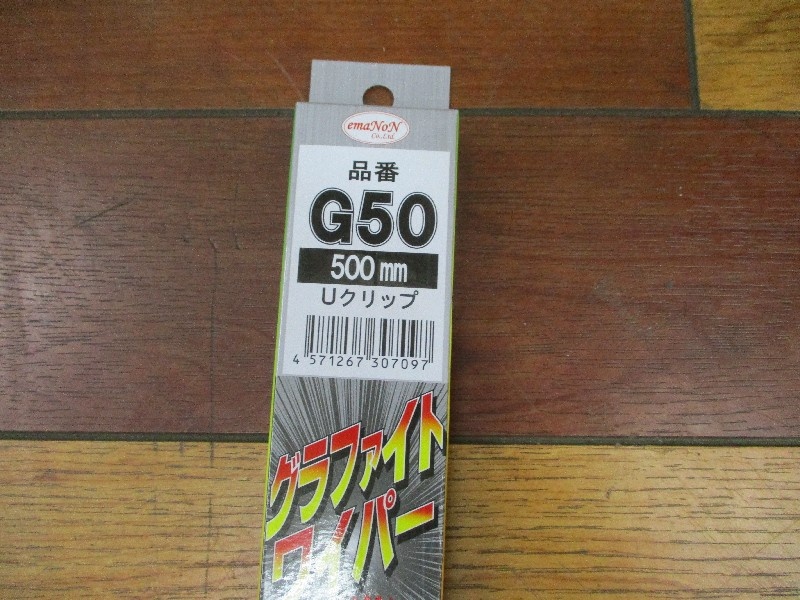 emaNoN
Co.,Ltd.
品番
G50
500mm
Uクリップ
4 571267 307097
グラファイト
ワイパー